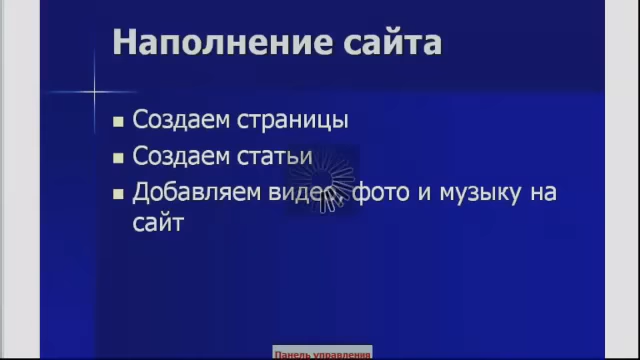 Наполнение сайта
Создаем страницы
Создаем статьи
Добавляем видео, фото и музыку на
сайт
Панель управления